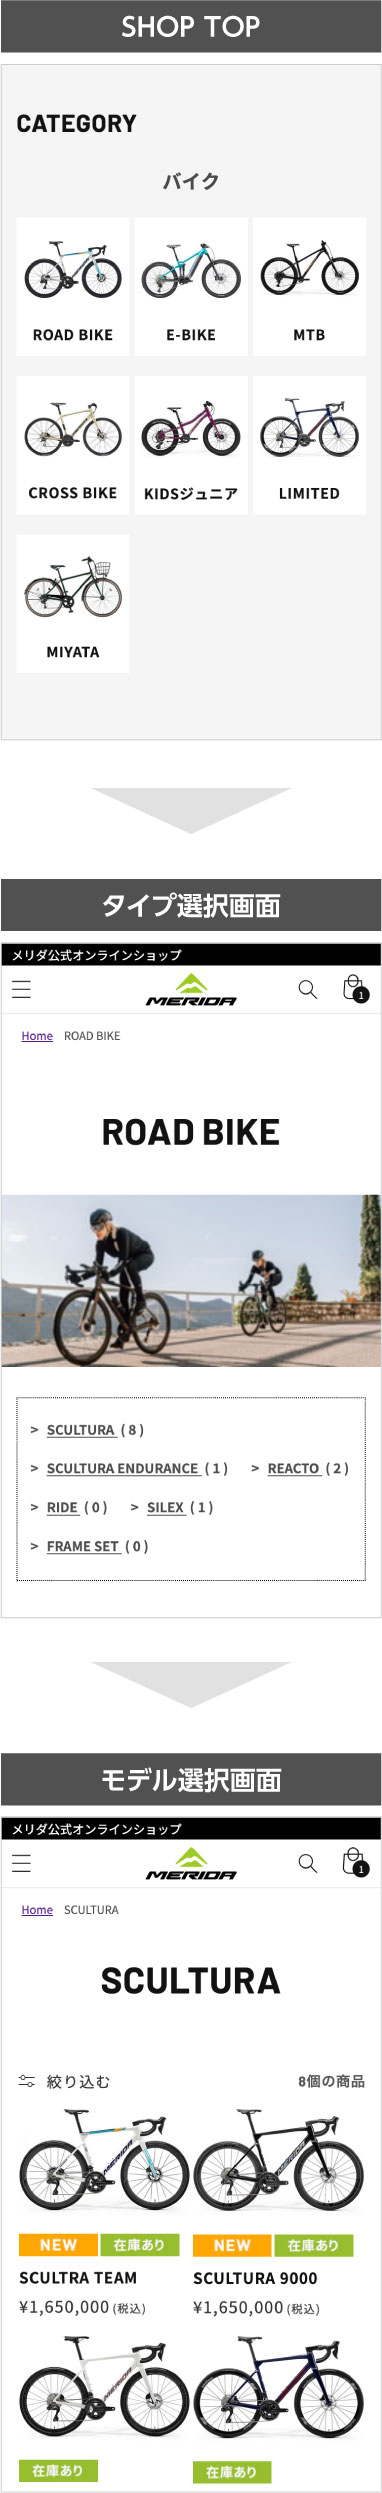 SHOP TOP
CATEGORY
バイク
ROAD BIKE
E-BIKE
MTB
CROSS BIKE
KIDSジュニア
LIMITED
MIYATA
タイプ選択画面
メリダ公式オンラインショップ
MERIDA
1
Home ROAD BIKE
ROAD BIKE
> SCULTURA ( 8 )
> SCULTURA ENDURANCE ( 1 ) > REACTO ( 2 )
> RIDE ( 0 ) > SILEX ( 1 )
> FRAME SET ( 0 )
モデル選択画面
メリダ公式オンラインショップ
MERIDA
1
Home SCULTURA
SCULTURA
絞り込む 8個の商品
MERIDA
MERIDA
NEW 在庫あり
NEW 在庫あり
SCULTRA TEAM
SCULTURA 9000
¥1,650,000 (税込)
¥1,650,000 (税込)
MERIDA
在庫あり
在庫あり